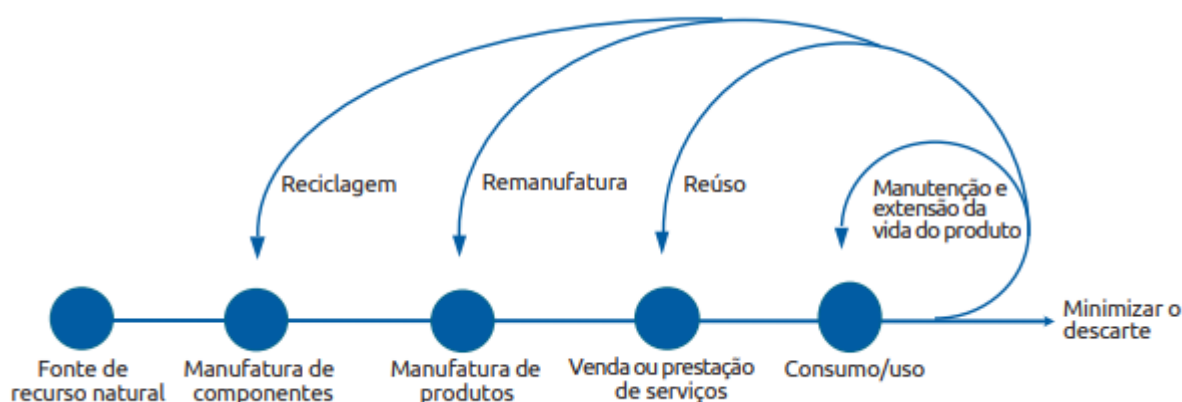 Reciclagem
Remanufatura
Reúso
Manutenção e
extensão da
vida do produto
Minimizar o
descarte
Fonte de
recurso natural
Manufatura de
componentes
Manufatura de
produtos
Venda ou prestação
de serviços
Consumo/uso